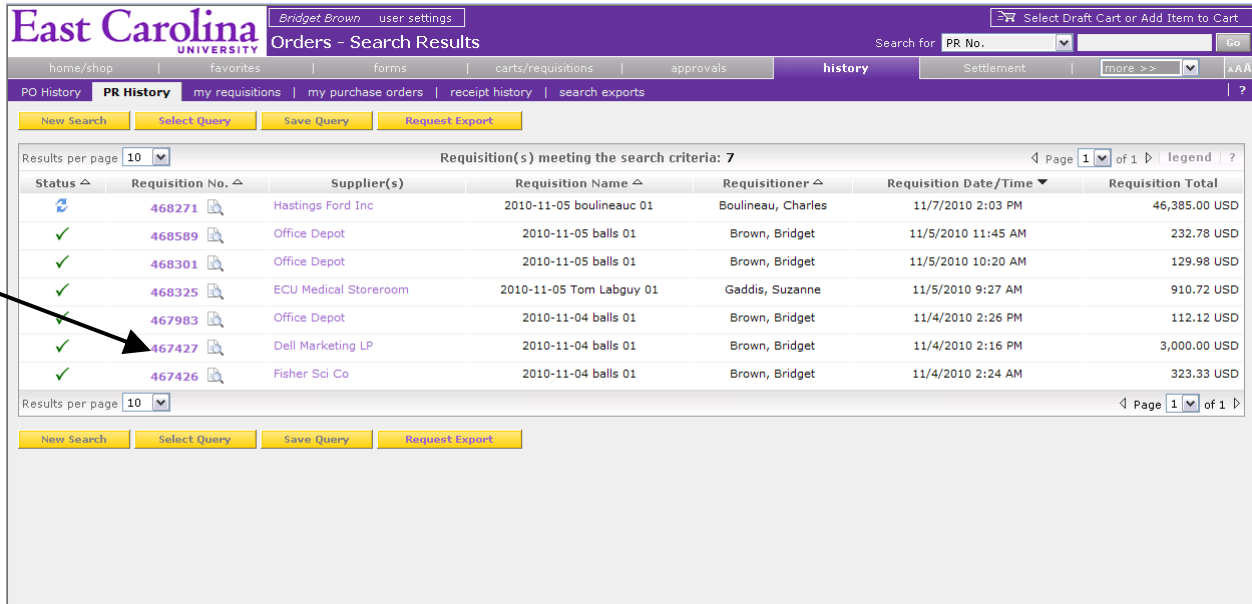 East Carolina UNIVERSITY
Bridget Brown user settings
Select Draft Cart or Add Item to Cart
Orders - Search Results
Search for PR No. Go
home/shop | favorites | forms | carts/requisitions | approvals history Settlement | more >> AAA
PO History PR History my requisitions | my purchase orders | receipt history | search exports | ?
New Search Select Query Save Query Request Export
Results per page 10 Requisition(s) meeting the search criteria: 7 Page 1 of 1 legend ?
Status Requisition No. Supplier(s) Requisition Name Requisitioner Requisition Date/Time Requisition Total
468271 Hastings Ford Inc 2010-11-05 boulineauc 01 Boulineau, Charles 11/7/2010 2:03 PM 46,385.00 USD
468589 Office Depot 2010-11-05 balls 01 Brown, Bridget 11/5/2010 11:45 AM 232.78 USD
468301 Office Depot 2010-11-05 balls 01 Brown, Bridget 11/5/2010 10:20 AM 129.98 USD
468325 ECU Medical Storeroom 2010-11-05 Tom Labguy 01 Gaddis, Suzanne 11/5/2010 9:27 AM 910.72 USD
467983 Office Depot 2010-11-04 balls 01 Brown, Bridget 11/4/2010 2:26 PM 112.12 USD
467427 Dell Marketing LP 2010-11-04 balls 01 Brown, Bridget 11/4/2010 2:16 PM 3,000.00 USD
467426 Fisher Sci Co 2010-11-04 balls 01 Brown, Bridget 11/4/2010 2:24 AM 323.33 USD
Results per page 10 Page 1 of 1
New Search Select Query Save Query Request Export